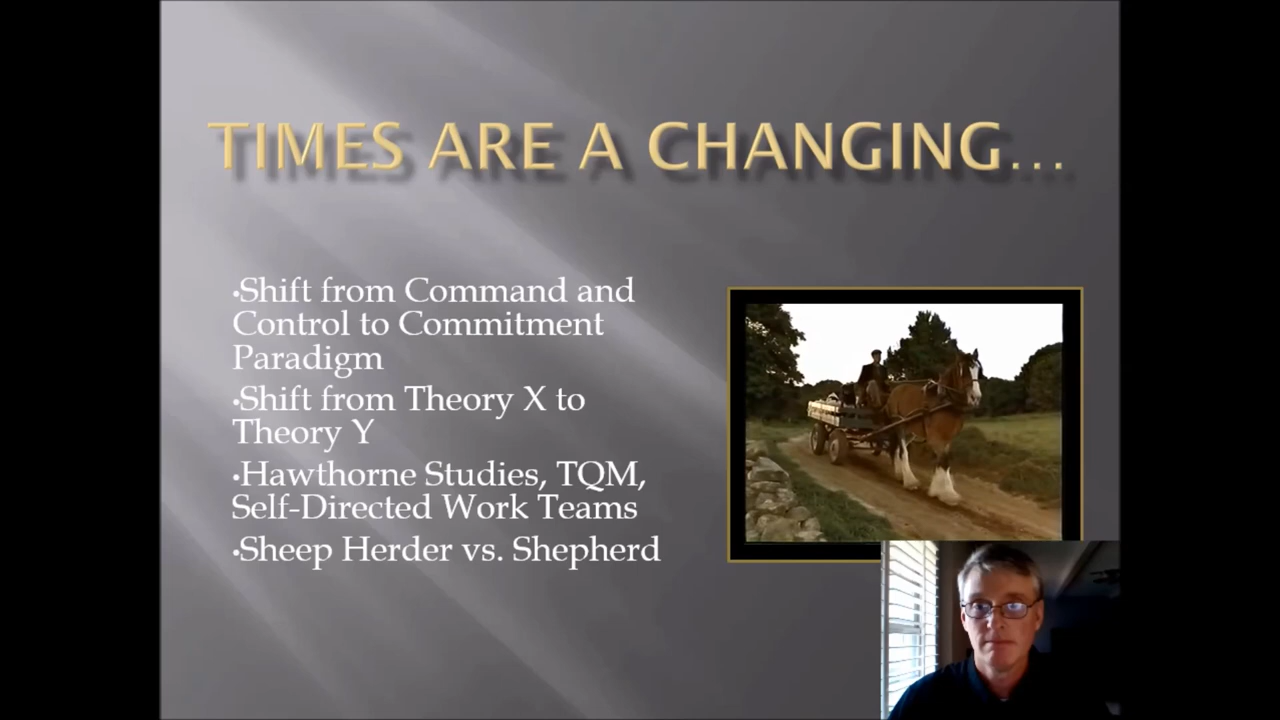 TIMES ARE A CHANGING...
•Shift from Command and
Control to Commitment
Paradigm
•Shift from Theory X to
Theory Y
•Hawthorne Studies, TQM,
Self-Directed Work Teams
•Sheep Herder vs. Shepherd